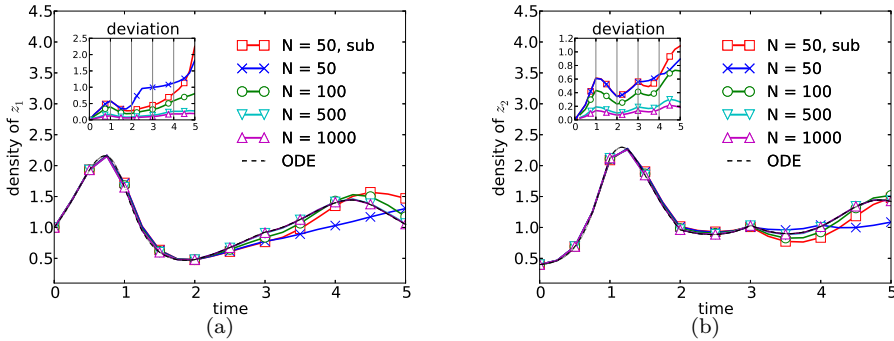 deviation
2.5
2.0
1.5
1.0
0.5
0.0
0 1 2 3 4 5
4.5
4.0
3.5
3.0
2.5
2.0
1.5
1.0
0.5
density of z1
N = 50, sub
N = 50
N = 100
N = 500
N = 1000
ODE
0 1 2 3 4 5
time
(a)
deviation
1.2
1.0
0.8
0.6
0.4
0.2
0.0
0 1 2 3 4 5
4.5
4.0
3.5
3.0
2.5
2.0
1.5
1.0
0.5
density of z2
N = 50, sub
N = 50
N = 100
N = 500
N = 1000
ODE
0 1 2 3 4 5
time
(b)